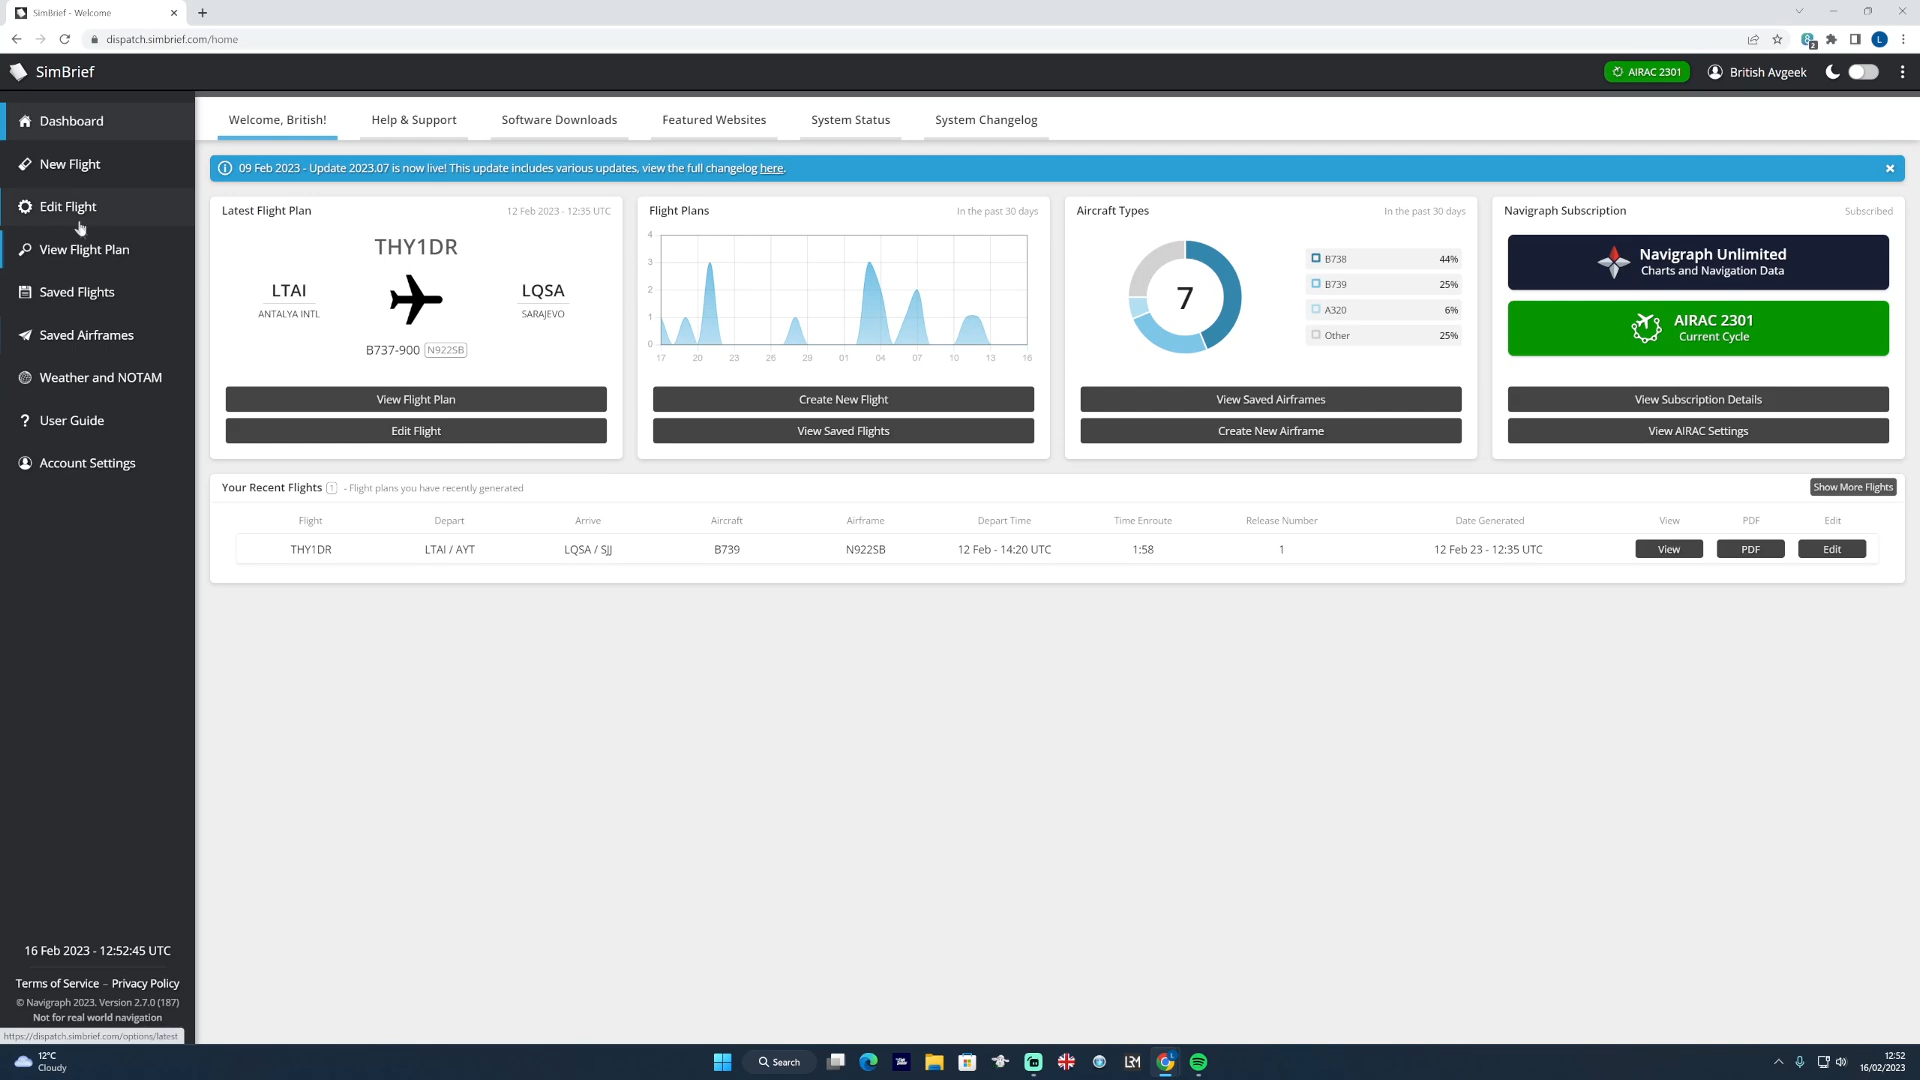 SimBrief - Welcome
dispatch.simbrief.com/home
2
L
SimBrief
AIRAC 2301
British Avgeek
Dashboard
New Flight
Edit Flight
View Flight Plan
Saved Flights
Saved Airframes
Weather and NOTAM
User Guide
Account Settings
Welcome, British!
Help & Support
Software Downloads
Featured Websites
System Status
System Changelog
09 Feb 2023 - Update 2023.07 is now live! This update includes various updates, view the full changelog here.
Latest Flight Plan
12 Feb 2023 - 12:35 UTC
THY1DR
LTAI
ANTALYA INTL
LQSA
SARAJEVO
B737-900 N922SB
View Flight Plan
Edit Flight
Flight Plans
In the past 30 days
4
3
2
1
0
17 20 23 26 29 01 04 07 10 13 16
Create New Flight
View Saved Flights
Aircraft Types
In the past 30 days
7
B738 44%
B739 25%
A320 6%
Other 25%
View Saved Airframes
Create New Airframe
Navigraph Subscription
Subscribed
Navigraph Unlimited
Charts and Navigation Data
AIRAC 2301
Current Cycle
View Subscription Details
View AIRAC Settings
Your Recent Flights 1 - Flight plans you have recently generated
Show More Flights
Flight Depart Arrive Aircraft Airframe Depart Time Time Enroute Release Number Date Generated View PDF Edit
THY1DR LTAI / AYT LQSA / SJJ B739 N922SB 12 Feb - 14:20 UTC 1:58 1 12 Feb 23 - 12:35 UTC View PDF Edit
16 Feb 2023 - 12:52:45 UTC
Terms of Service – Privacy Policy
© Navigraph 2023. Version 2.7.0 (187)
Not for real world navigation
https://dispatch.simbrief.com/options/latest
12°C
Cloudy
Search
LRM
12:52
16/02/2023